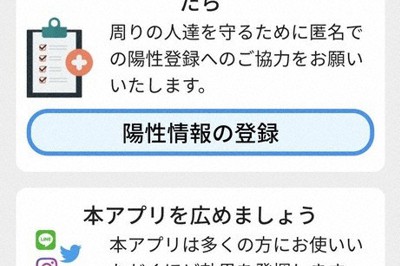 たら
周りの人達を守るために匿名で
の陽性登録へのご協力をお願い
いたします。
陽性情報の登録
本アプリを広めましょう
LINE
本アプリは多くの方にお使いい